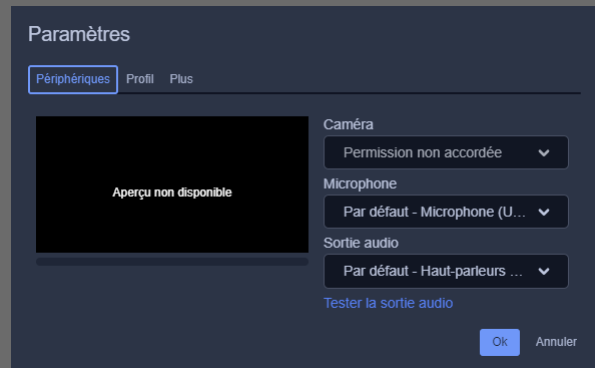 Paramètres
Périphériques Profil Plus
Aperçu non disponible
Caméra
Permission non accordée
Microphone
Par défaut - Microphone (U...
Sortie audio
Par défaut - Haut-parleurs ...
Tester la sortie audio
Ok Annuler